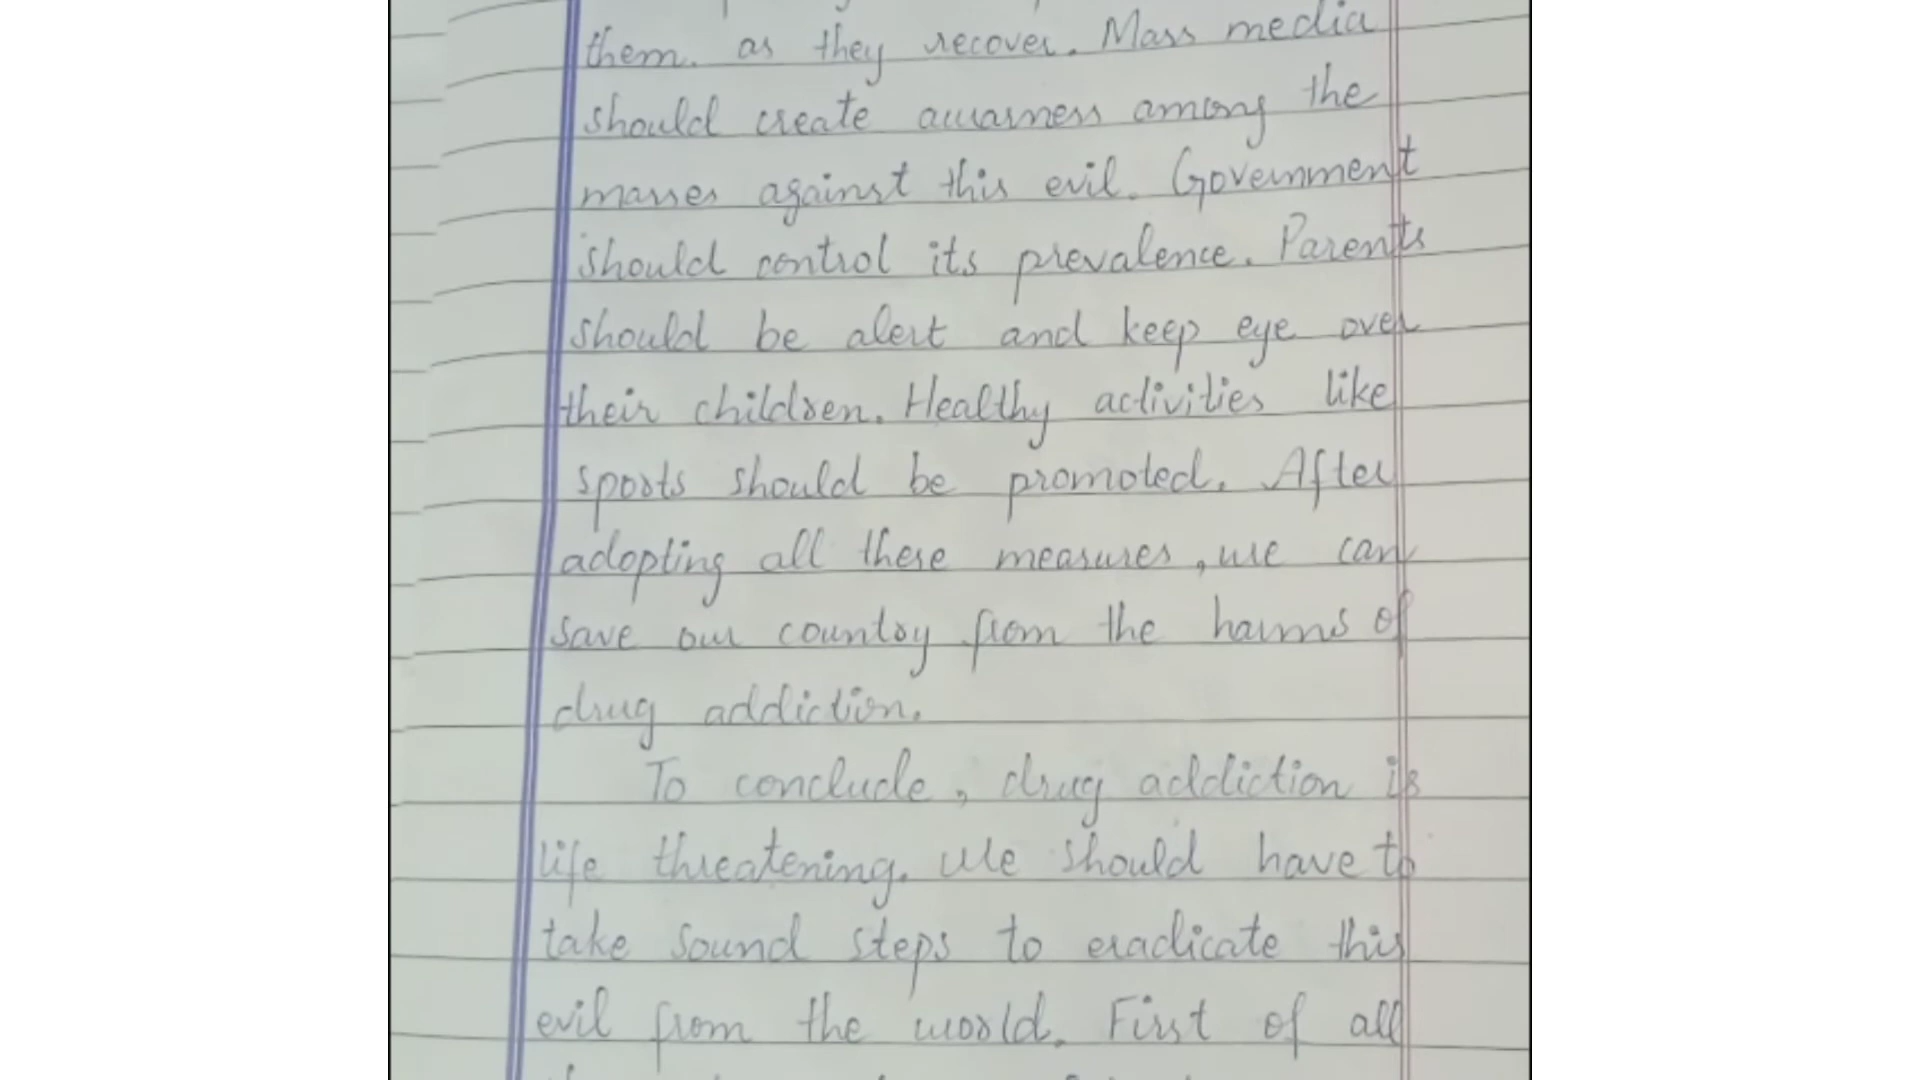 them. as they recover. Mass media
should create awarness among the
masses against this evil. Government
should control its prevalence. Parents
should be alert and keep eye over
their children. Healthy activities like
sports should be promoted. After
adopting all these measures, we can
save our country from the harms of
drug addiction.
To conclude, drug addiction is
life threatening. We should have to
take sound steps to eradicate this
evil from the world. First of all